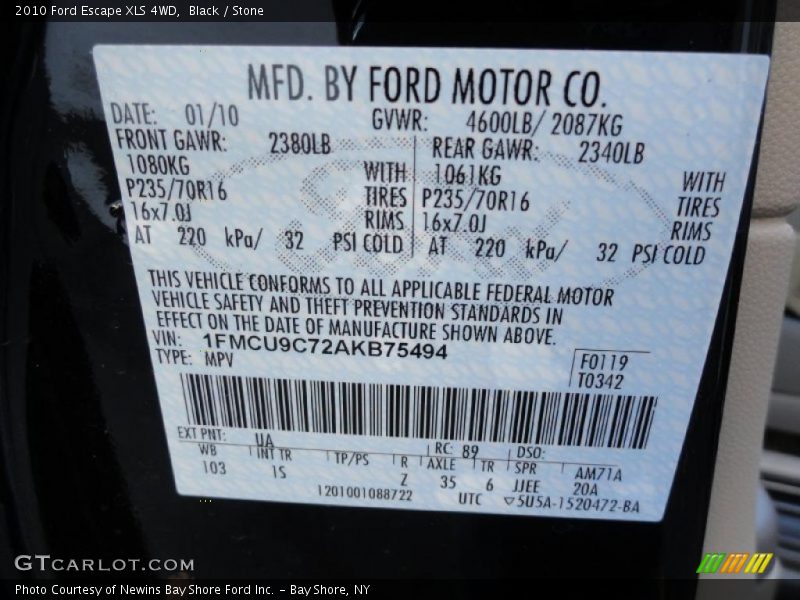 2010 Ford Escape XLS 4WD, Black / Stone
MFD. BY FORD MOTOR CO.
DATE: 01/10 GVWR: 4600LB/ 2087KG
FRONT GAWR: 2380LB REAR GAWR: 2340LB
1080KG WITH 1061KG WITH
P235/70R16 TIRES P235/70R16 TIRES
16x7.0J RIMS 16x7.0J RIMS
AT 220 kPa/ 32 PSI COLD AT 220 kPa/ 32 PSI COLD
THIS VEHICLE CONFORMS TO ALL APPLICABLE FEDERAL MOTOR
VEHICLE SAFETY AND THEFT PREVENTION STANDARDS IN
EFFECT ON THE DATE OF MANUFACTURE SHOWN ABOVE.
VIN: 1FMCU9C72AKB75494
TYPE: MPV
F0119
T0342
EXT PNT: UA RC: 89 DSO:
WB INT TR TP/PS R AXLE TR SPR AM71A
103 IS Z 35 6 JJEE 20A
1201001088722 UTC ▽5U5A-1520472-BA
GTCARLOT.COM
Photo Courtesy of Newins Bay Shore Ford Inc. - Bay Shore, NY